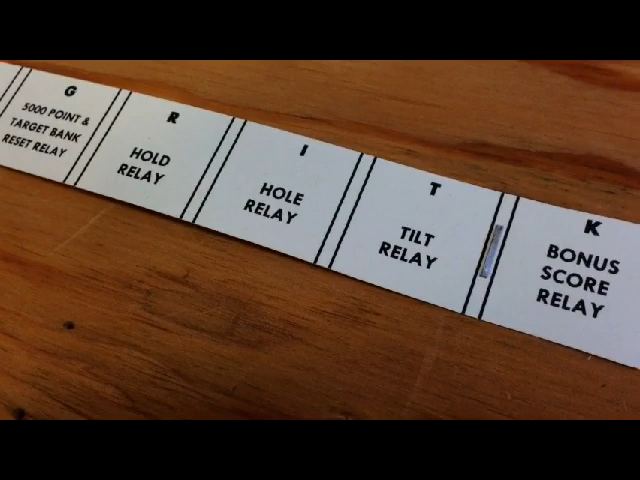 G
5000 POINT &
TARGET BANK
RESET RELAY
R
HOLD
RELAY
I
HOLE
RELAY
T
TILT
RELAY
K
BONUS
SCORE
RELAY